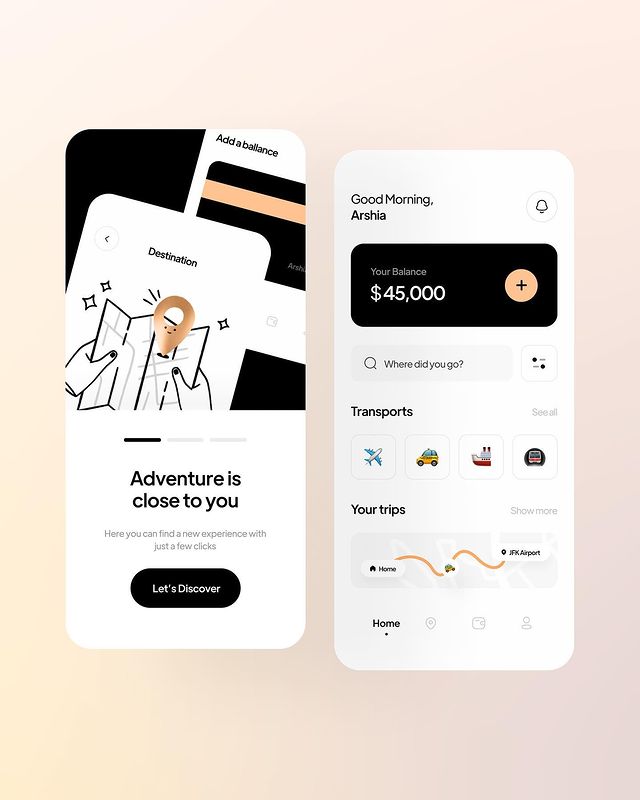 Add a ballance
Destination
Adventure is
close to you
Here you can find a new experience with
just a few clicks
Let's Discover
Good Morning,
Arshia
Your Balance
$45,000
Where did you go?
Transports
See all
Your trips
Show more
JFK Airport
Home
Home